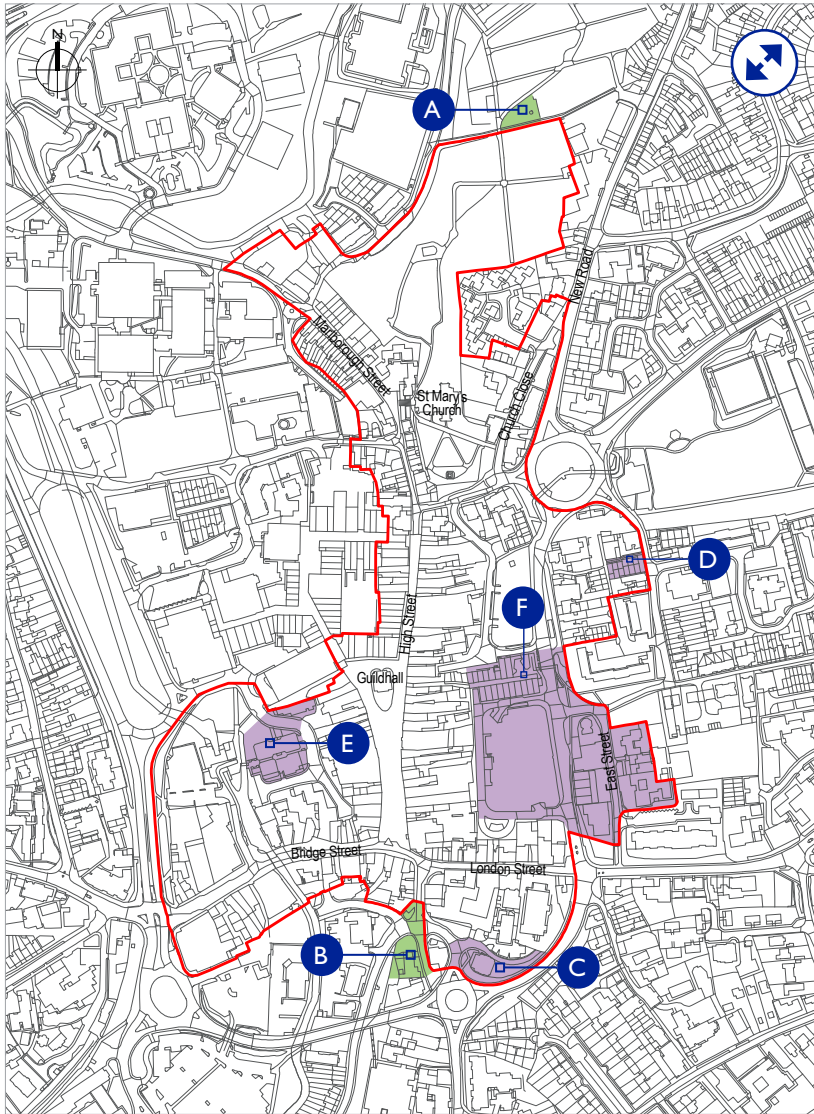 N
A
New Road
Marlborough Street
St Mary's
Church
Church Close
D
F
High Street
Guildhall
E
East Street
Bridge Street
London Street
B
C